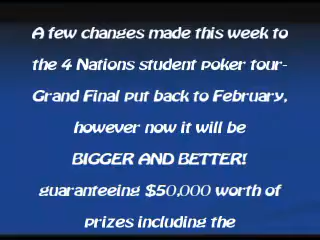 A few changes made this week to
the 4 Nations student poker tour-
Grand Final put back to February,
however now it will be
BIGGER AND BETTER!
guaranteeing $50,000 worth of
prizes including the